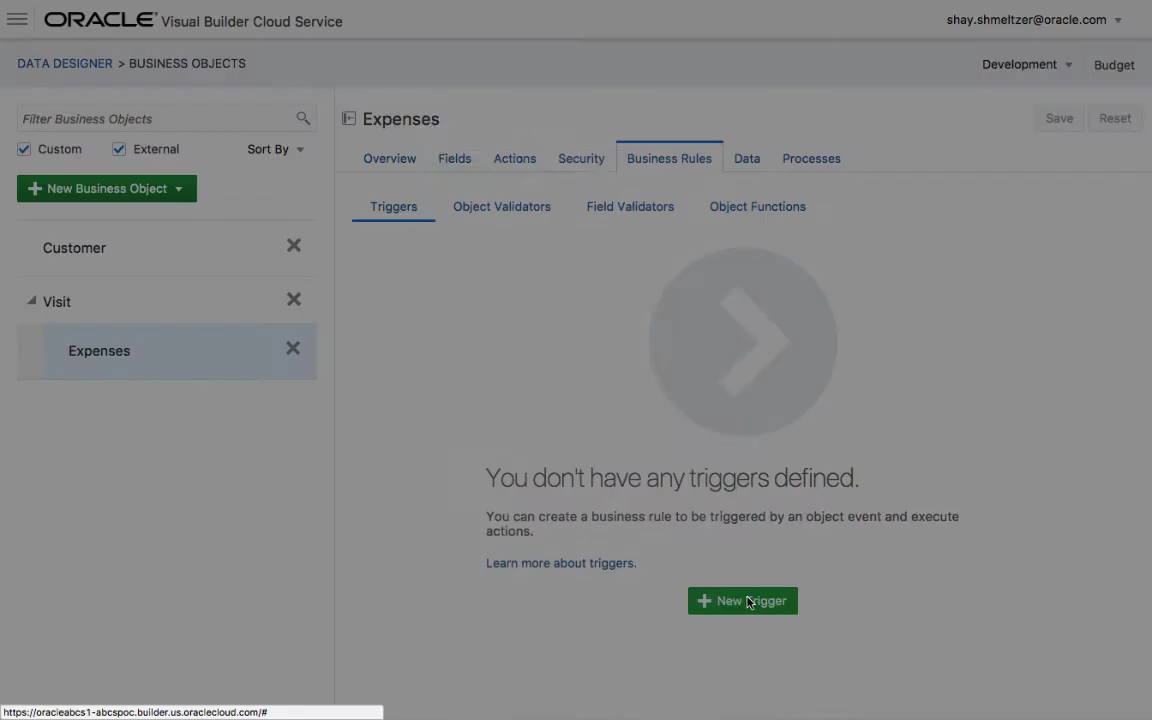 ORACLE Visual Builder Cloud Service
shay.shmeltzer@oracle.com
DATA DESIGNER > BUSINESS OBJECTS
Development
Budget
Filter Business Objects
Custom
External
Sort By
New Business Object
Customer
Visit
Expenses
Expenses
Save
Reset
Overview
Fields
Actions
Security
Business Rules
Data
Processes
Triggers
Object Validators
Field Validators
Object Functions
You don't have any triggers defined.
You can create a business rule to be triggered by an object event and execute
actions.
Learn more about triggers.
New Trigger
https://oracleabcs1-abcspoc.builder.us.oraclecloud.com/#